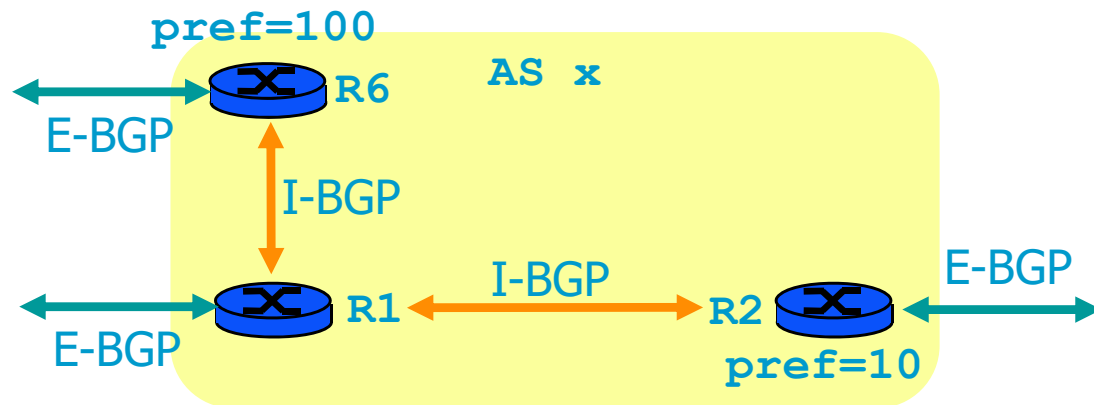 pref=100
AS x
R6
E-BGP
I-BGP
I-BGP
E-BGP
R1
R2
E-BGP
pref=10